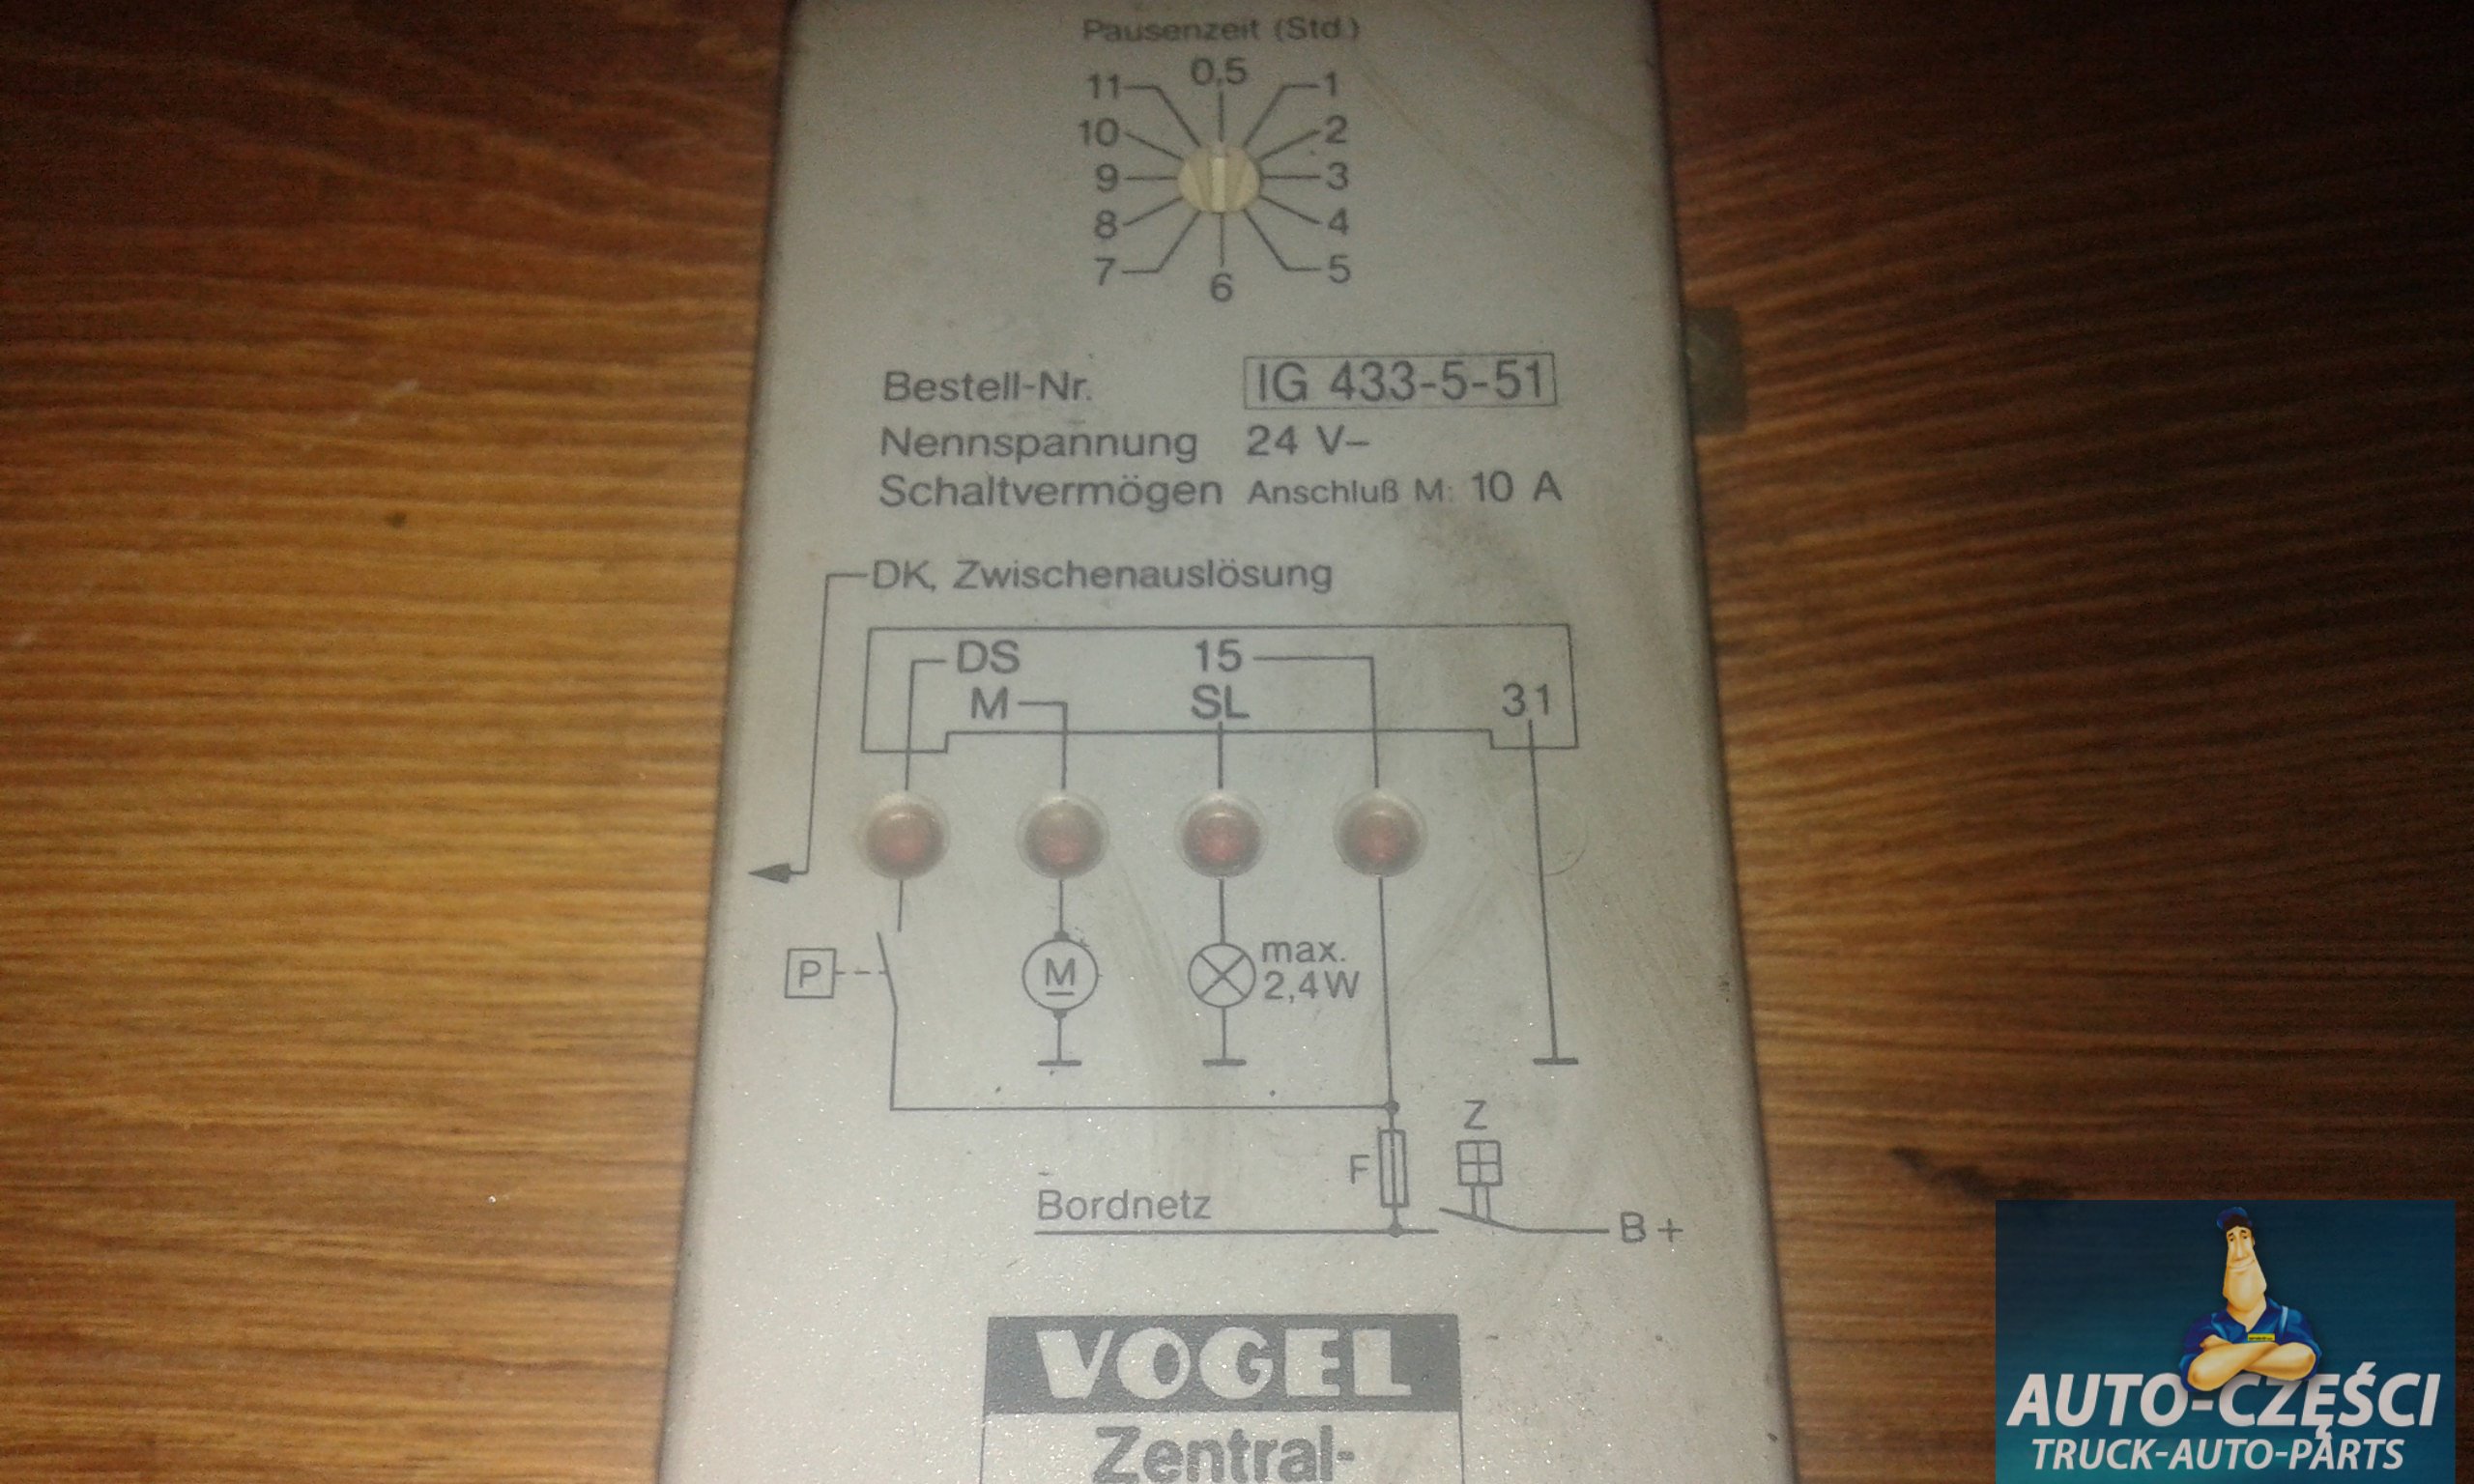 Pausenzeit (Std.)
0,5
11 1
10 2
9 3
8 4
7 5
6
Bestell-Nr. IG 433-5-51
Nennspannung 24 V–
Schaltvermögen Anschluß M: 10 A
DK, Zwischenauslösung
DS 15
M SL 31
P M max.
2,4W
Z
F
Bordnetz
B+
VOGEL
Zentral-
AUTO-CZĘŚCI
TRUCK-AUTO-PARTS